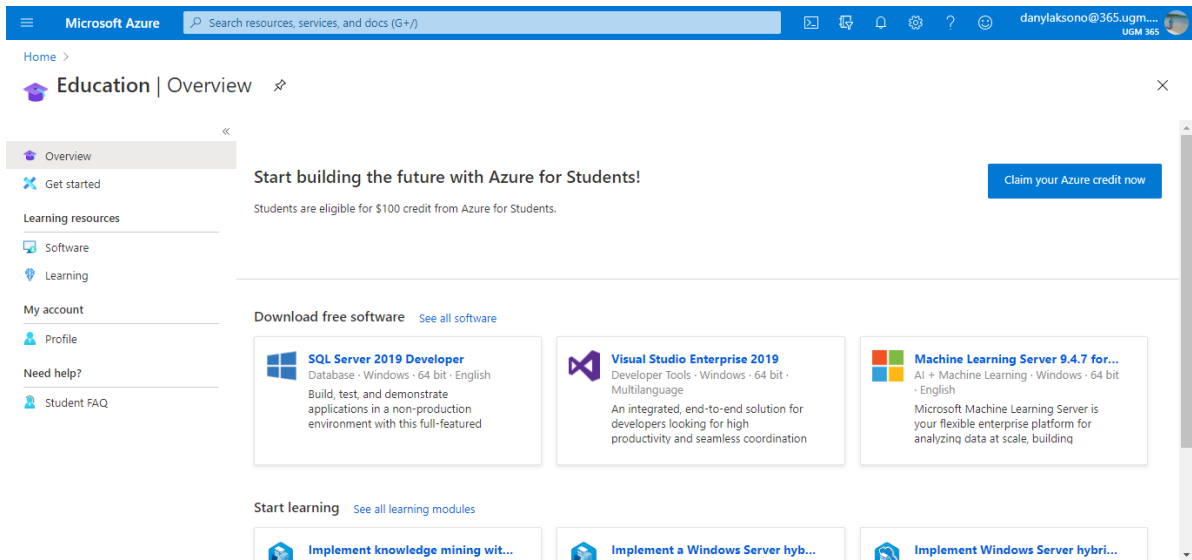 Microsoft Azure
Search resources, services, and docs (G+/)
danylaksono@365.ugm....
UGM 365
Home >
Education | Overview
«
Overview
Get started
Learning resources
Software
Learning
My account
Profile
Need help?
Student FAQ
Start building the future with Azure for Students!
Claim your Azure credit now
Students are eligible for $100 credit from Azure for Students.
Download free software See all software
SQL Server 2019 Developer
Database · Windows · 64 bit · English
Build, test, and demonstrate
applications in a non-production
environment with this full-featured
Visual Studio Enterprise 2019
Developer Tools · Windows · 64 bit ·
Multilanguage
An integrated, end-to-end solution for
developers looking for high
productivity and seamless coordination
Machine Learning Server 9.4.7 for...
AI + Machine Learning · Windows · 64 bit
· English
Microsoft Machine Learning Server is
your flexible enterprise platform for
analyzing data at scale, building
Start learning See all learning modules
Implement knowledge mining wit...
Implement a Windows Server hyb...
Implement Windows Server hybri...